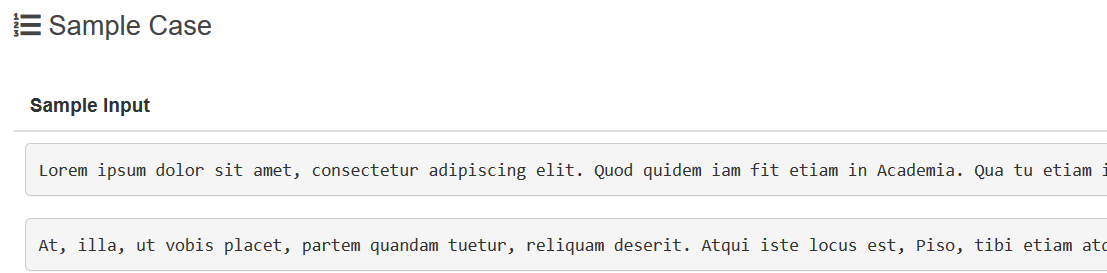 Sample Case
Sample Input
Lorem ipsum dolor sit amet, consectetur adipiscing elit. Quod quidem iam fit etiam in Academia. Qua tu etiam
At, illa, ut vobis placet, partem quandam tuetur, reliquam deserit. Atqui iste locus est, Piso, tibi etiam